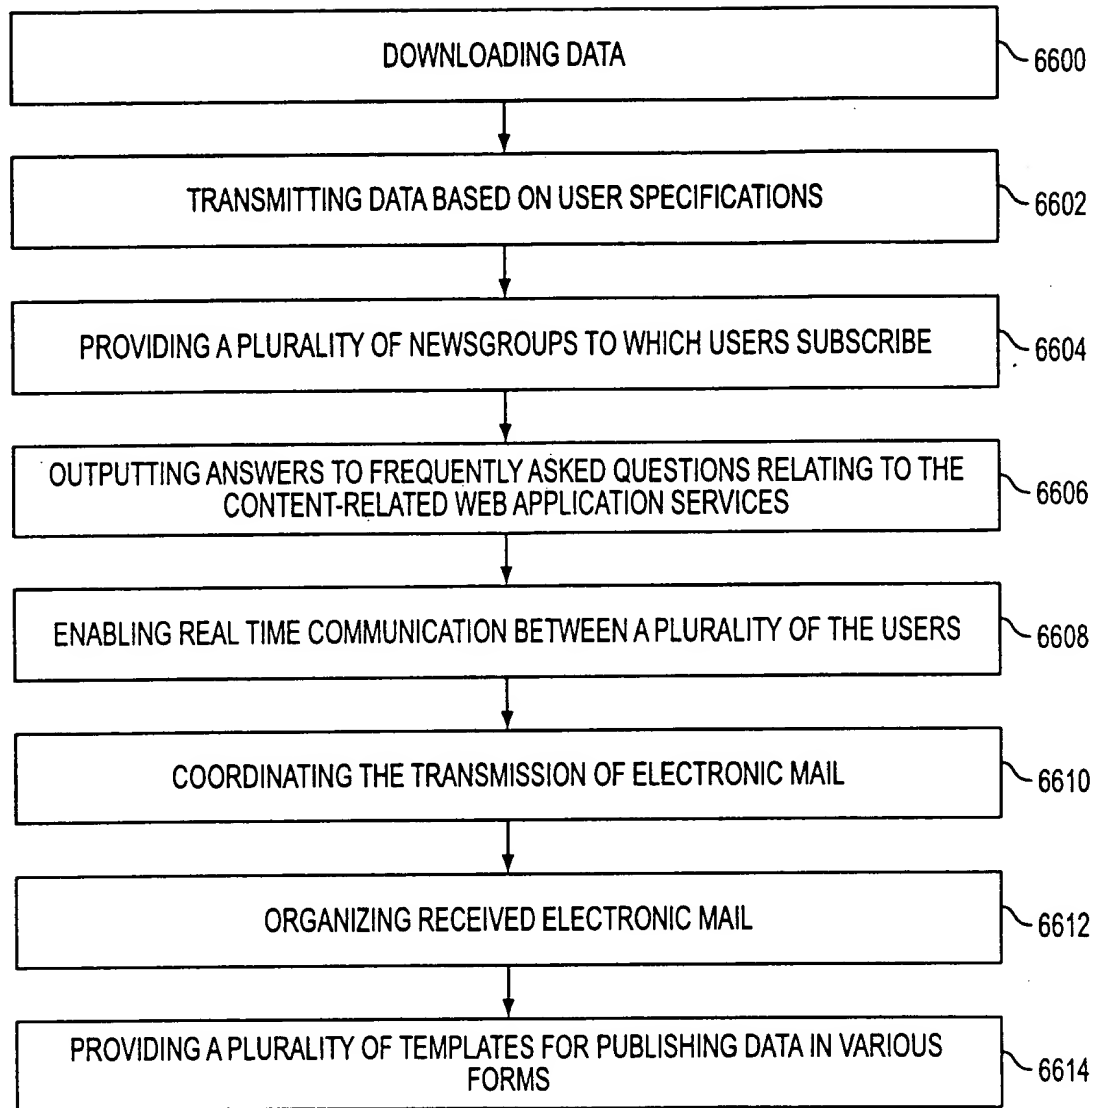 DOWNLOADING DATA
6600
TRANSMITTING DATA BASED ON USER SPECIFICATIONS
6602
PROVIDING A PLURALITY OF NEWSGROUPS TO WHICH USERS SUBSCRIBE
6604
OUTPUTTING ANSWERS TO FREQUENTLY ASKED QUESTIONS RELATING TO THE
CONTENT-RELATED WEB APPLICATION SERVICES
6606
ENABLING REAL TIME COMMUNICATION BETWEEN A PLURALITY OF THE USERS
6608
COORDINATING THE TRANSMISSION OF ELECTRONIC MAIL
6610
ORGANIZING RECEIVED ELECTRONIC MAIL
6612
PROVIDING A PLURALITY OF TEMPLATES FOR PUBLISHING DATA IN VARIOUS
FORMS
6614